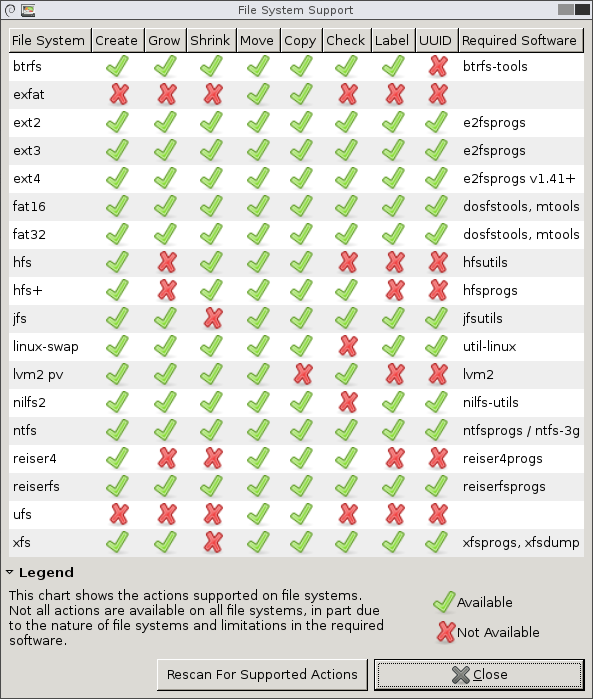 File System Support
File System Create Grow Shrink Move Copy Check Label UUID Required Software
btrfs btrfs-tools
exfat
ext2 e2fsprogs
ext3 e2fsprogs
ext4 e2fsprogs v1.41+
fat16 dosfstools, mtools
fat32 dosfstools, mtools
hfs hfsutils
hfs+ hfsprogs
jfs jfsutils
linux-swap util-linux
lvm2 pv lvm2
nilfs2 nilfs-utils
ntfs ntfsprogs / ntfs-3g
reiser4 reiser4progs
reiserfs reiserfsprogs
ufs
xfs xfsprogs, xfsdump
Legend
This chart shows the actions supported on file systems.
Not all actions are available on all file systems, in part due
to the nature of file systems and limitations in the required
software.
Available
Not Available
Rescan For Supported Actions
Close